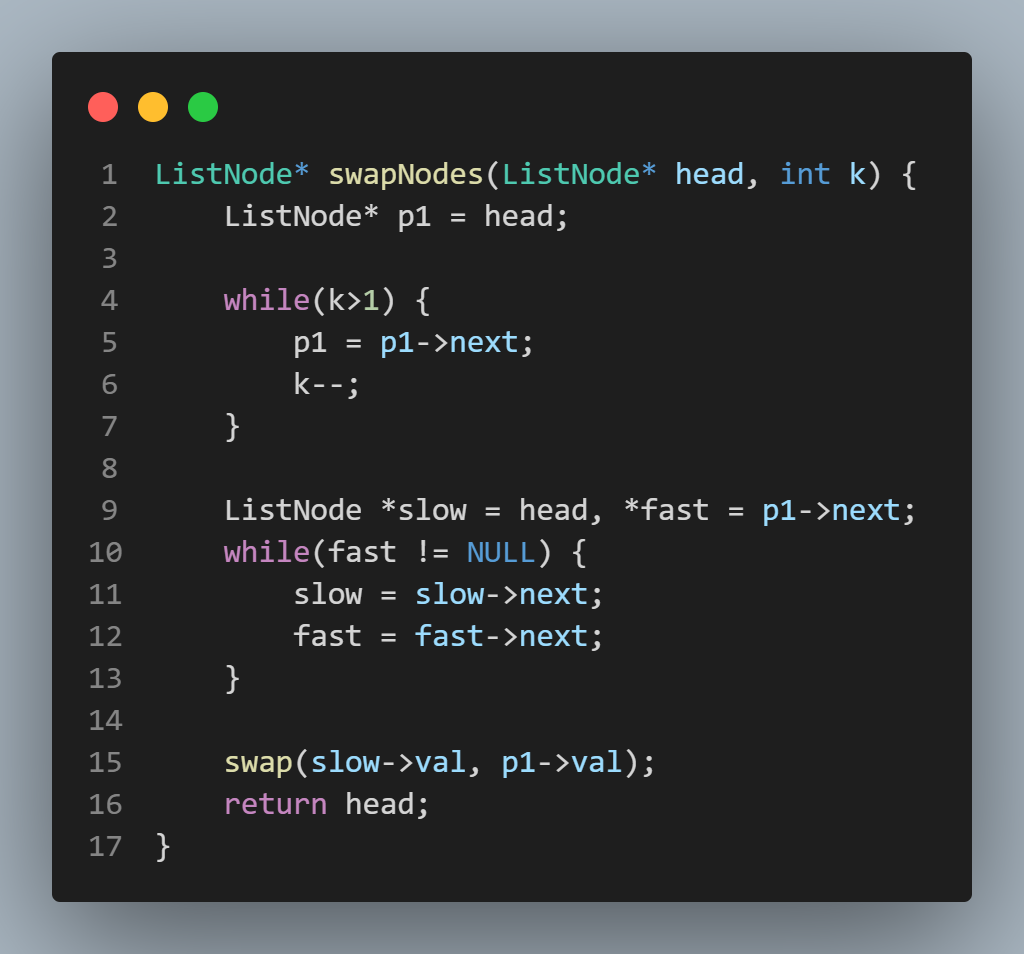 1 ListNode* swapNodes(ListNode* head, int k) {
2     ListNode* p1 = head;
3
4     while(k>1) {
5         p1 = p1->next;
6         k--;
7     }
8
9     ListNode *slow = head, *fast = p1->next;
10     while(fast != NULL) {
11         slow = slow->next;
12         fast = fast->next;
13     }
14
15     swap(slow->val, p1->val);
16     return head;
17 }